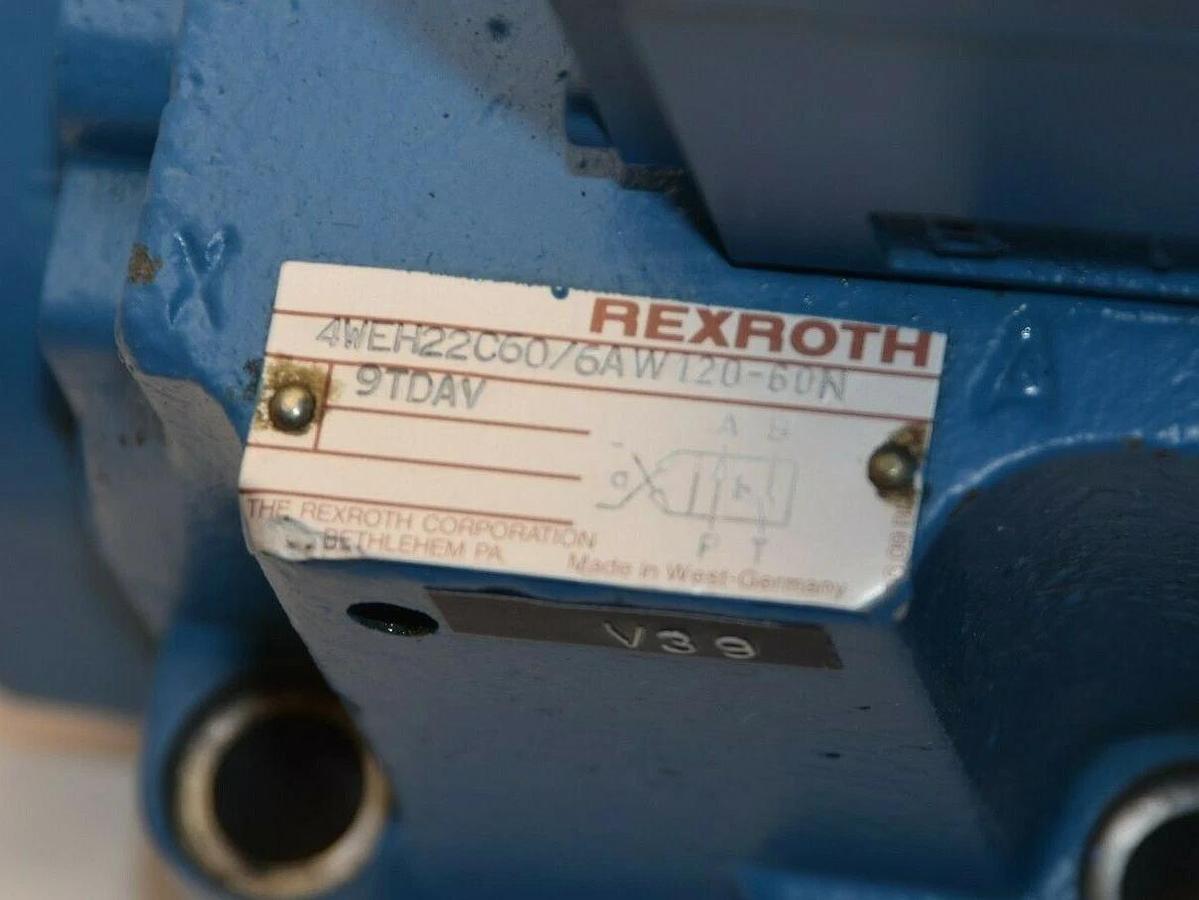 X
REXROTH
4WEH22C60/6AW120-60N
9TDAV
A B
P T
THE REXROTH CORPORATION
BETHLEHEM PA
Made in West-Germany
A
V39